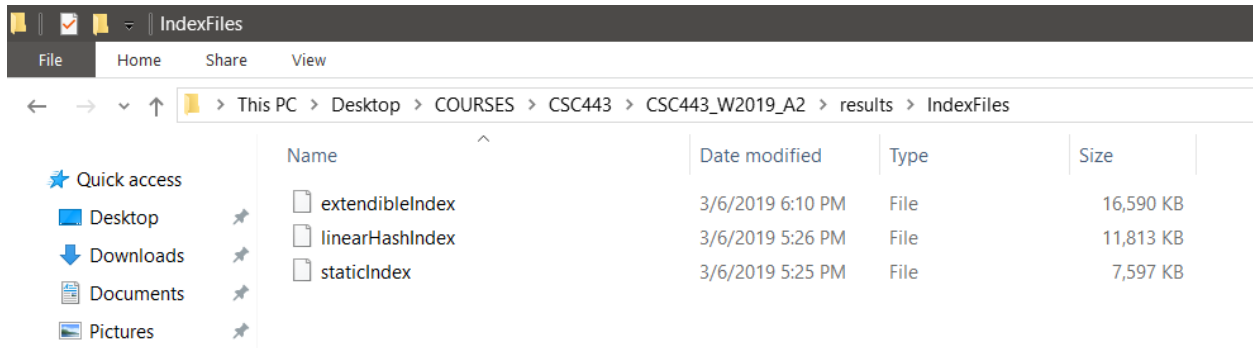 IndexFiles
File Home Share View
This PC > Desktop > COURSES > CSC443 > CSC443_W2019_A2 > results > IndexFiles
Name Date modified Type Size
Quick access
extendibleIndex 3/6/2019 6:10 PM File 16,590 KB
Desktop
linearHashIndex 3/6/2019 5:26 PM File 11,813 KB
Downloads
staticIndex 3/6/2019 5:25 PM File 7,597 KB
Documents
Pictures